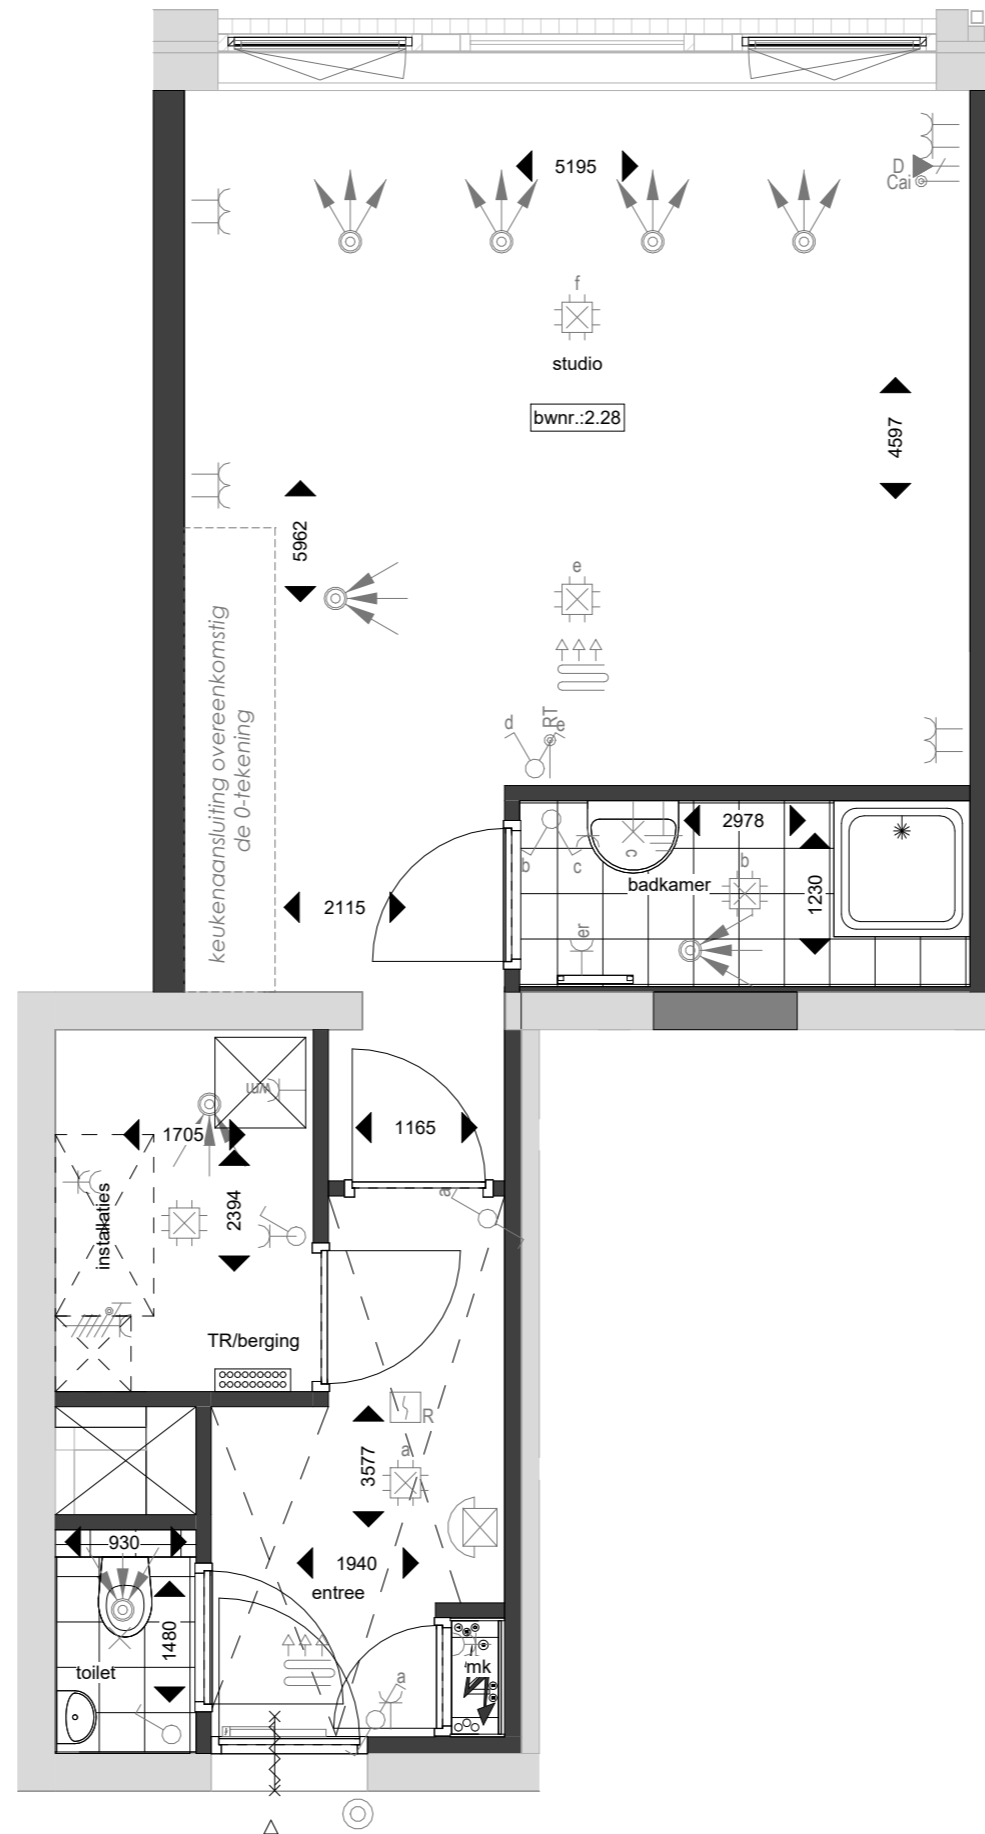 5195
D
Cai
f
studio
bwnr.:2.28
4597
5962
e
keukenaansluiting overeenkomstig
de 0-tekening
d
RT
e
2978
b
c
c
badkamer
b
1230
er
2115
wm
1705
1165
2394
installaties
a
TR/berging
R
a
3577
930
1940
entree
1480
toilet
mk
a